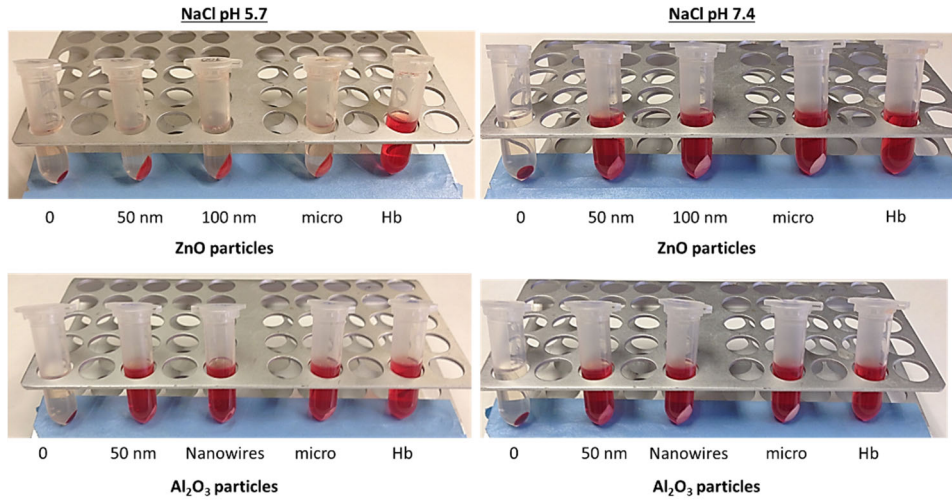 NaCl pH 5.7
NaCl pH 7.4
0 50 nm 100 nm micro Hb
ZnO particles
0 50 nm 100 nm micro Hb
ZnO particles
0 50 nm Nanowires micro Hb
Al₂O₃ particles
0 50 nm Nanowires micro Hb
Al₂O₃ particles